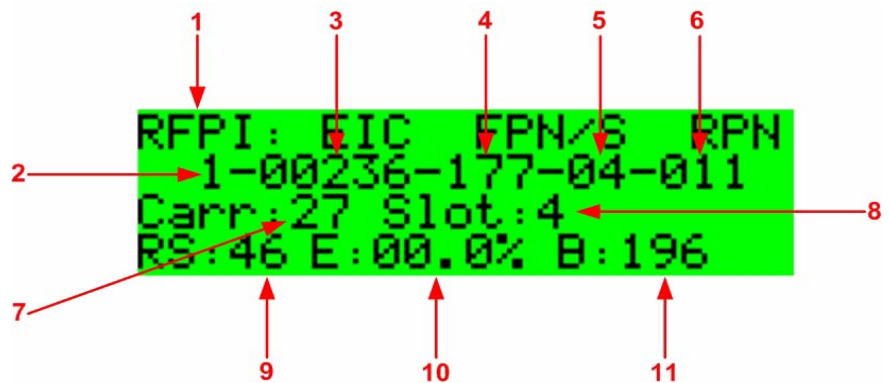 1 3 4 5 6
RFPI: EIC FPN/S RPN
2 1-00236-177-04-011
Carr:27 Slot:4 8
RS:46 E:00.0% B:196
7
9 10 11